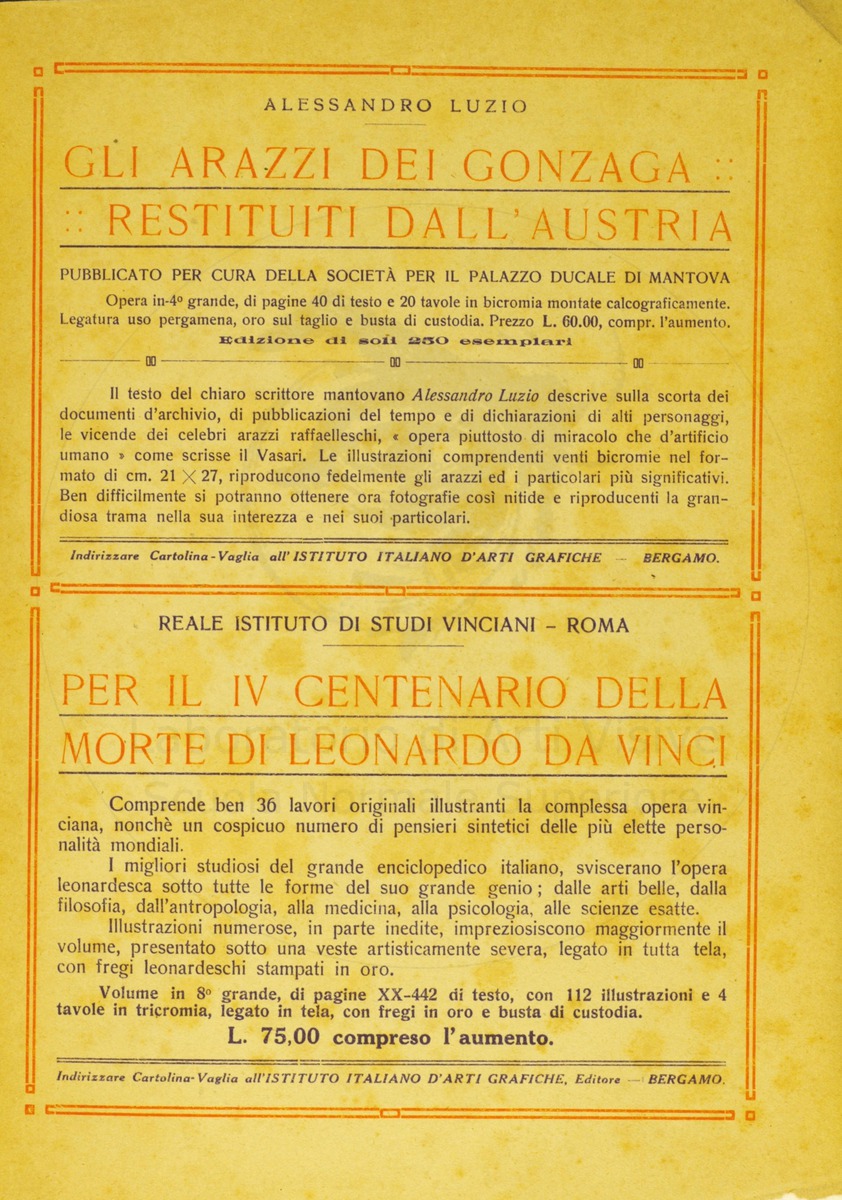 ALESSANDRO LUZIO
GLI ARAZZI DEI GONZAGA ::
:: RESTITUITI DALL'AUSTRIA
PUBBLICATO PER CURA DELLA SOCIETÀ PER IL PALAZZO DUCALE DI MANTOVA
Opera in-4º grande, di pagine 40 di testo e 20 tavole in bicromia montate calcograficamente.
Legatura uso pergamena, oro sul taglio e busta di custodia. Prezzo L. 60.00, compr. l'aumento.
Edizione di soli 250 esemplari
Il testo del chiaro scrittore mantovano Alessandro Luzio descrive sulla scorta dei
documenti d'archivio, di pubblicazioni del tempo e di dichiarazioni di alti personaggi,
le vicende dei celebri arazzi raffaelleschi, « opera piuttosto di miracolo che d'artificio
umano » come scrisse il Vasari. Le illustrazioni comprendenti venti bicromie nel for-
mato di cm. 21 × 27, riproducono fedelmente gli arazzi ed i particolari più significativi.
Ben difficilmente si potranno ottenere ora fotografie così nitide e riproducenti la gran-
diosa trama nella sua interezza e nei suoi particolari.
Indirizzare Cartolina-Vaglia all'ISTITUTO ITALIANO D'ARTI GRAFICHE — BERGAMO.
REALE ISTITUTO DI STUDI VINCIANI – ROMA
PER IL IV CENTENARIO DELLA
MORTE DI LEONARDO DA VINCI
Comprende ben 36 lavori originali illustranti la complessa opera vin-
ciana, nonchè un cospicuo numero di pensieri sintetici delle più elette perso-
nalità mondiali.
I migliori studiosi del grande enciclopedico italiano, sviscerano l'opera
leonardesca sotto tutte le forme del suo grande genio; dalle arti belle, dalla
filosofia, dall'antropologia, alla medicina, alla psicologia, alle scienze esatte.
Illustrazioni numerose, in parte inedite, impreziosiscono maggiormente il
volume, presentato sotto una veste artisticamente severa, legato in tutta tela,
con fregi leonardeschi stampati in oro.
Volume in 8º grande, di pagine XX-442 di testo, con 112 illustrazioni e 4
tavole in tricromia, legato in tela, con fregi in oro e busta di custodia.
L. 75,00 compreso l'aumento.
Indirizzare Cartolina-Vaglia all'ISTITUTO ITALIANO D'ARTI GRAFICHE, Editore — BERGAMO.